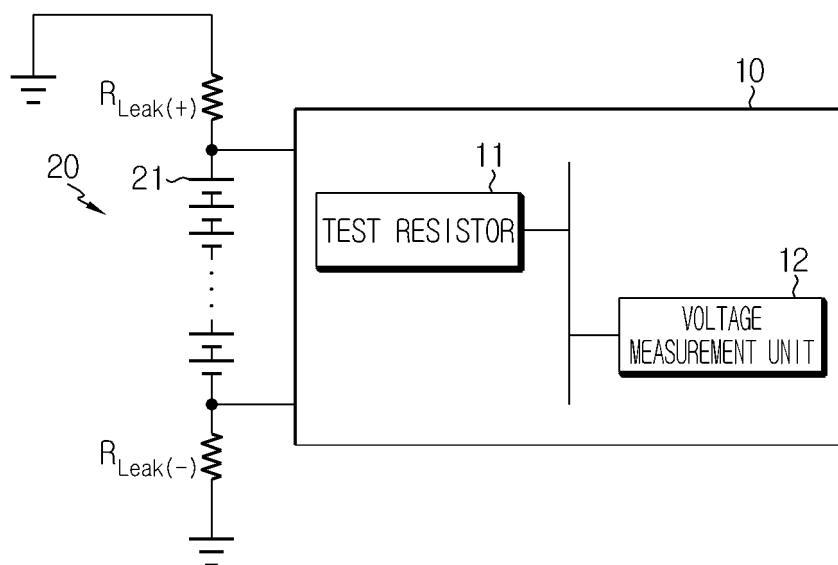 10
R Leak(+)
20
21
11
TEST RESISTOR
12
VOLTAGE
MEASUREMENT UNIT
R Leak(-)